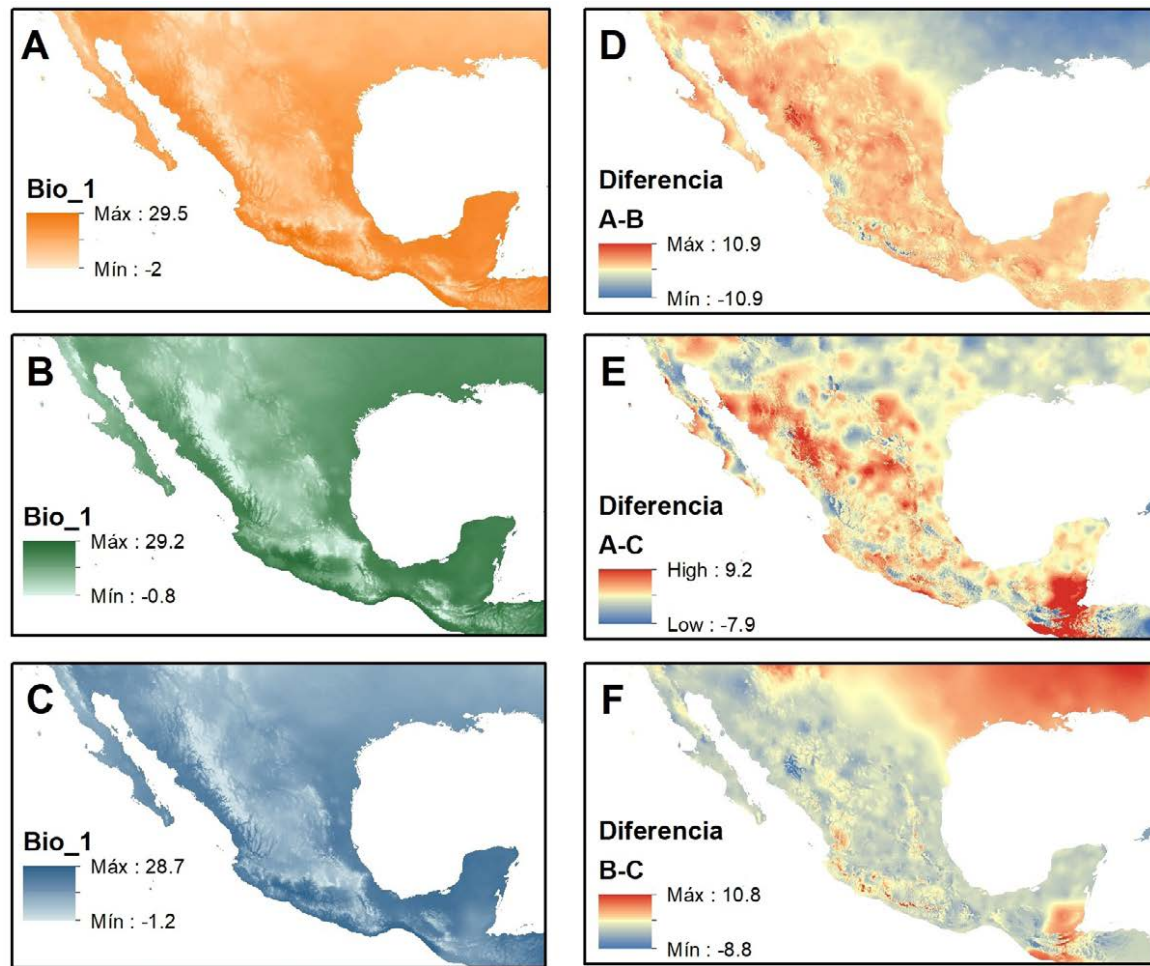 A
Bio_1
Máx : 29.5
Mín : -2
D
Diferencia
A-B
Máx : 10.9
Mín : -10.9
B
Bio_1
Máx : 29.2
Mín : -0.8
E
Diferencia
A-C
High : 9.2
Low : -7.9
C
Bio_1
Máx : 28.7
Mín : -1.2
F
Diferencia
B-C
Máx : 10.8
Mín : -8.8